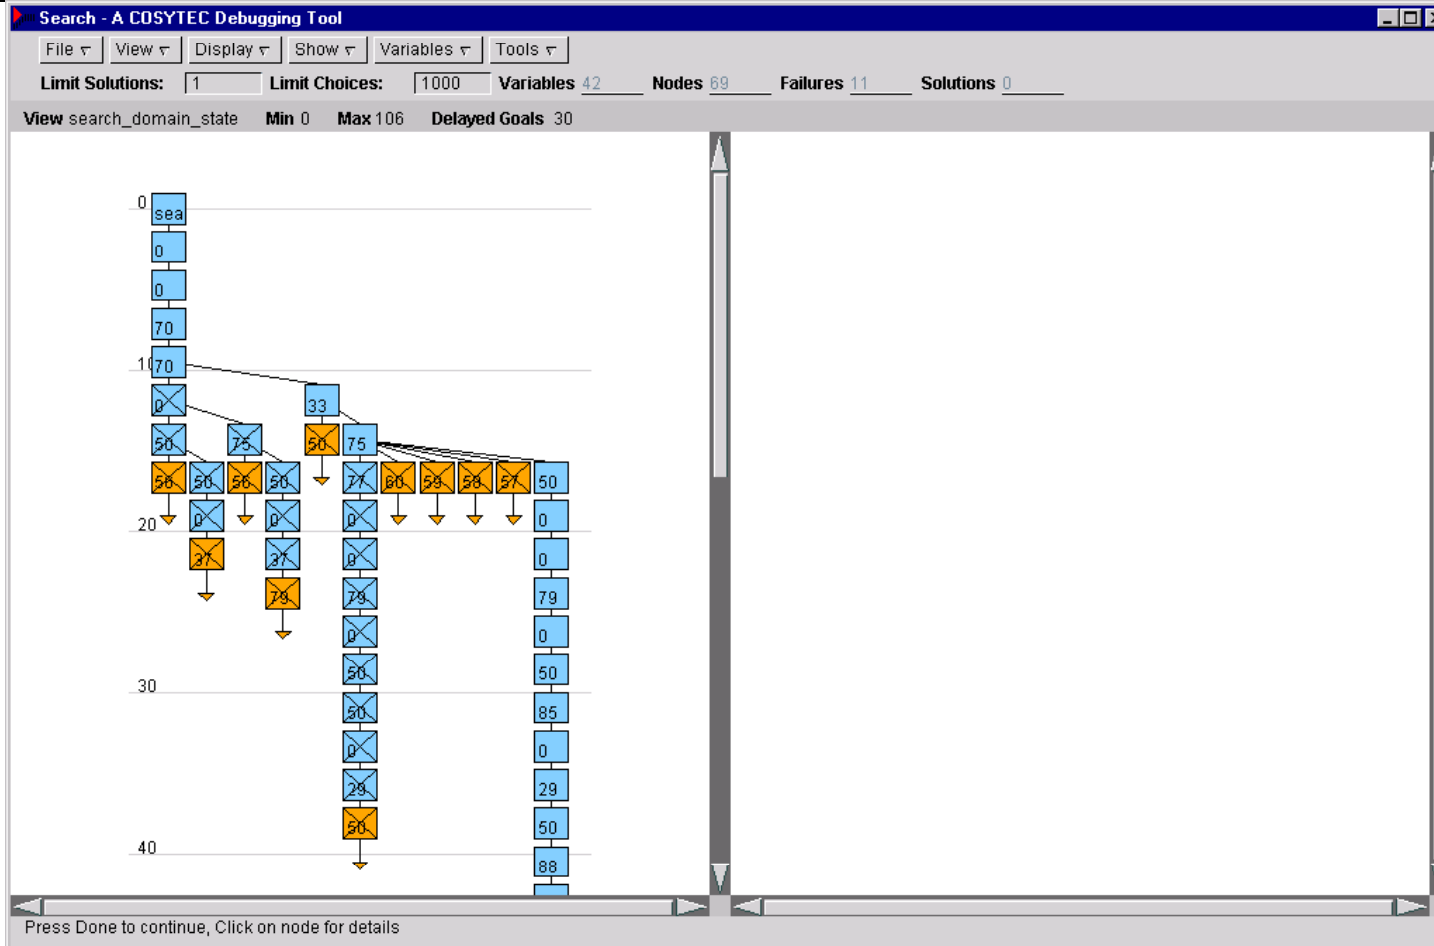 Search - A COSYTEC Debugging Tool
File View Display Show Variables Tools
Limit Solutions: 1 Limit Choices: 1000 Variables 42 Nodes 69 Failures 11 Solutions 0
View search_domain_state Min 0 Max 106 Delayed Goals 30
0 sea
0
0
70
10 70
0 33
50 75 50 75
56 50 56 50 77 60 59 58 57 50
20 0 0 0 0
37 37 0 0
79 79 79
0 0
50 50
30 50 85
0 0
29 29
50 50
40 88
Press Done to continue, Click on node for details